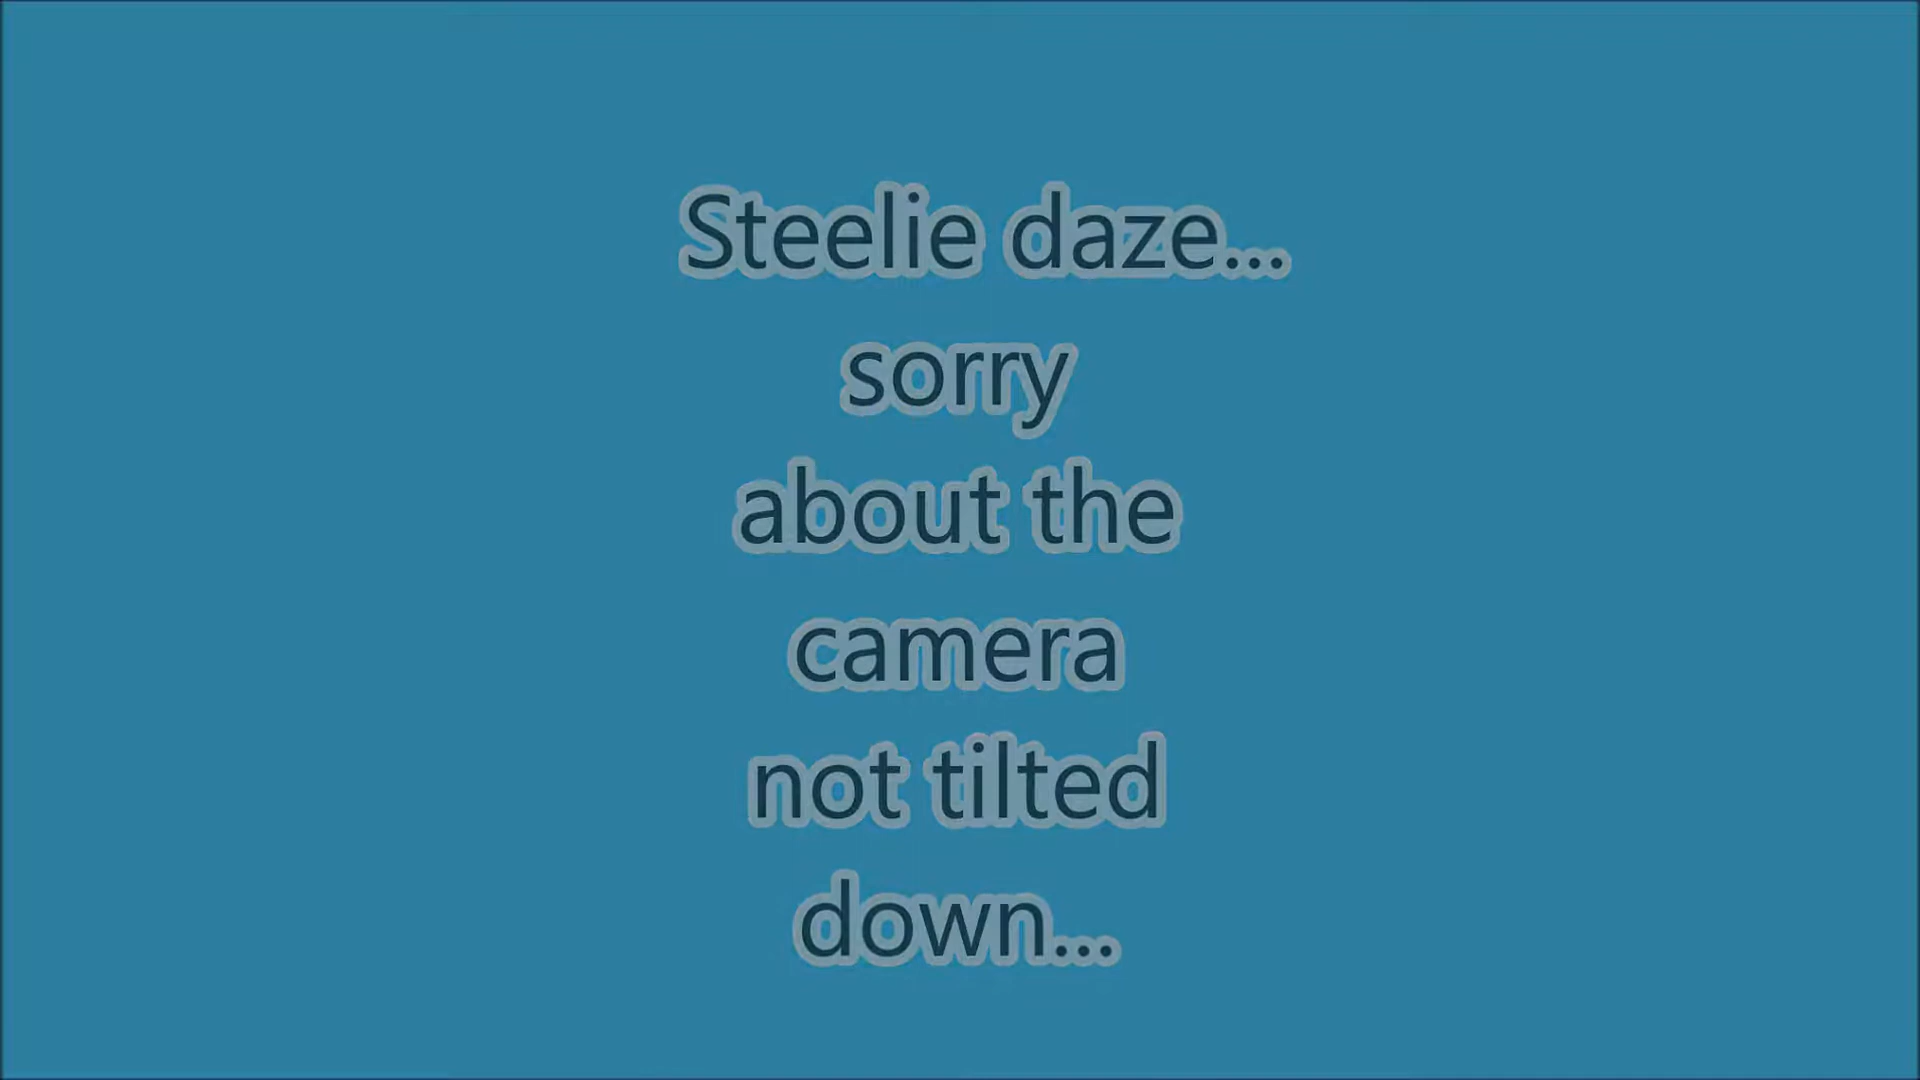 Steelie daze...
sorry
about the
camera
not tilted
down...